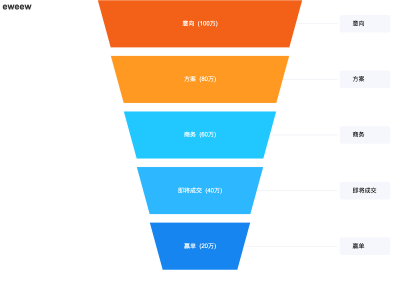 eweew
意向 (100万)
意向
方案 (80万)
方案
商务 (60万)
商务
即将成交 (40万)
即将成交
赢单 (20万)
赢单